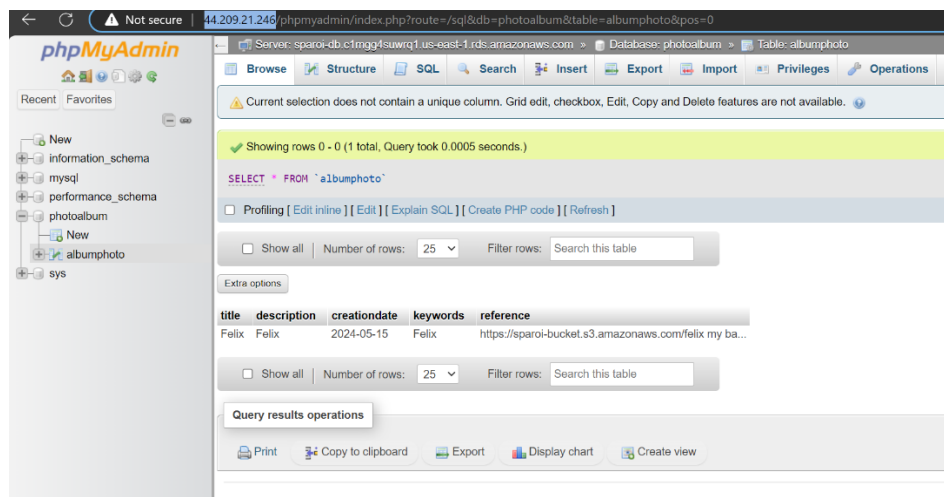 Not secure 44.209.21.246/phpmyadmin/index.php?route=/sql&db=photoalbum&table=albumphoto&pos=0
phpMyAdmin
Recent Favorites
New
information_schema
mysql
performance_schema
photoalbum
New
albumphoto
sys
Server: sparoi-db.c1mgg4suwrq1.us-east-1.rds.amazonaws.com » Database: photoalbum » Table: albumphoto
Browse Structure SQL Search Insert Export Import Privileges Operations
Current selection does not contain a unique column. Grid edit, checkbox, Edit, Copy and Delete features are not available.
Showing rows 0 - 0 (1 total, Query took 0.0005 seconds.)
SELECT * FROM `albumphoto`
Profiling [ Edit inline ] [ Edit ] [ Explain SQL ] [ Create PHP code ] [ Refresh ]
Show all | Number of rows: 25 Filter rows: Search this table
Extra options
title description creationdate keywords reference
Felix Felix 2024-05-15 Felix https://sparoi-bucket.s3.amazonaws.com/felix my ba...
Show all | Number of rows: 25 Filter rows: Search this table
Query results operations
Print Copy to clipboard Export Display chart Create view